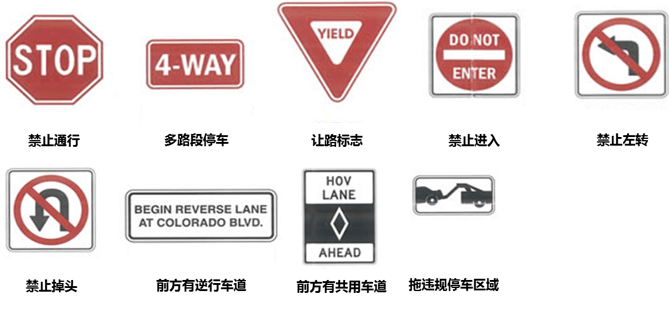 STOP
4-WAY
YIELD
DO NOT
ENTER
禁止通行
多路段停车
让路标志
禁止进入
禁止左转
BEGIN REVERSE LANE
AT COLORADO BLVD.
HOV
LANE
AHEAD
禁止掉头
前方有逆行车道
前方有共用车道
拖违规停车区域